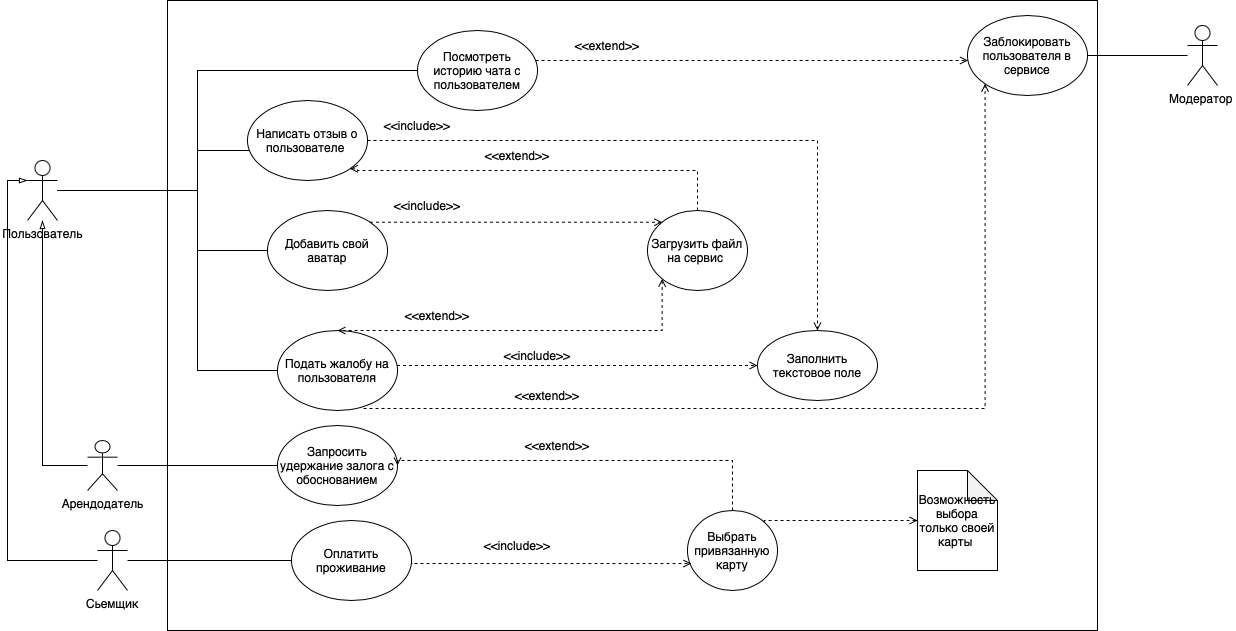 <<extend>>
Посмотреть
историю чата с
пользователем
Заблокировать
пользователя в
сервисе
Модератор
<<include>>
Написать отзыв о
пользователе
<<extend>>
<<include>>
Пользователь
Добавить свой
аватар
Загрузить файл
на сервис
<<extend>>
Подать жалобу на
пользователя
<<include>>
Заполнить
текстовое поле
<<extend>>
<<extend>>
Запросить
удержание залога с
обоснованием
Арендодатель
Возможность
выбора
только своей
карты
<<include>>
Оплатить
проживание
Выбрать
привязанную
карту
Сьемщик